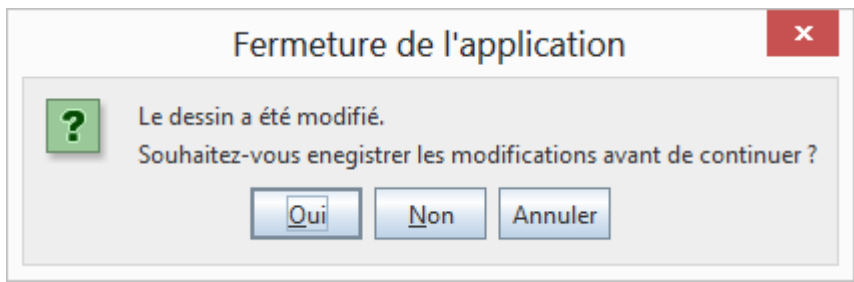 Fermeture de l'application
x
?
Le dessin a été modifié.
Souhaitez-vous enegistrer les modifications avant de continuer ?
Oui Non Annuler